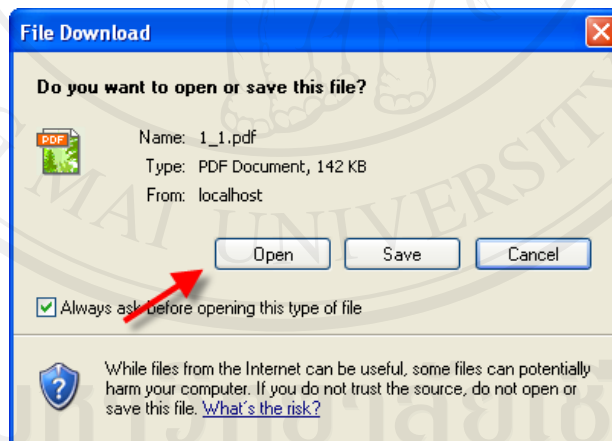 File Download
Do you want to open or save this file?
PDF
Name: 1_1.pdf
Type: PDF Document, 142 KB
From: localhost
MAI UNIVERSITY
Open Save Cancel
Always ask before opening this type of file
While files from the Internet can be useful, some files can potentially
harm your computer. If you do not trust the source, do not open or
save this file. What's the risk?